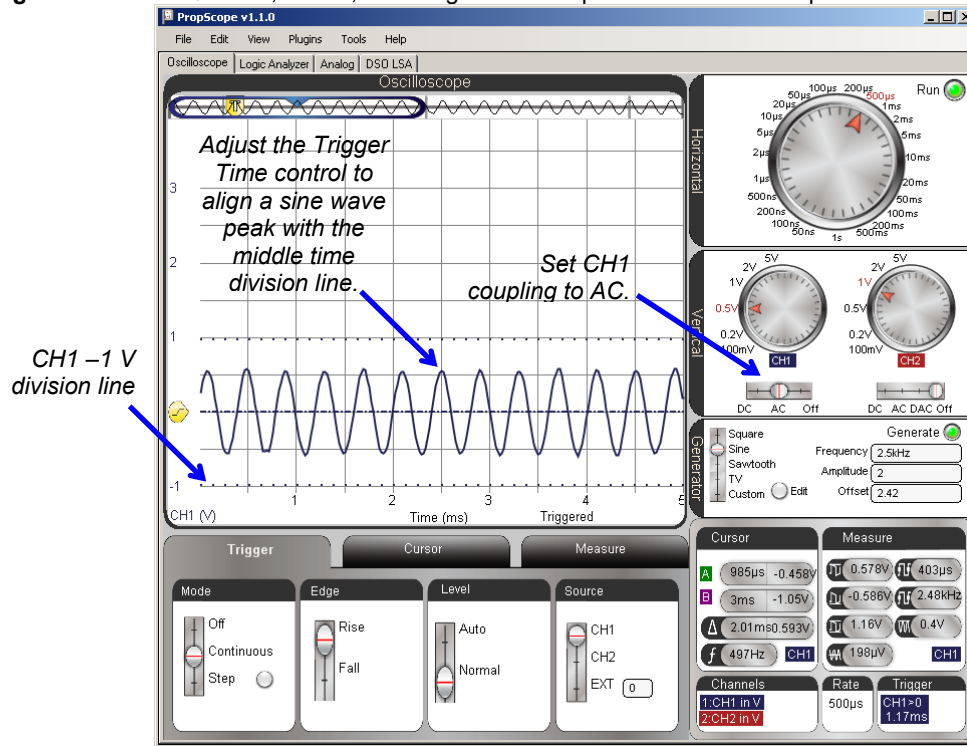 PropScope v1.1.0
File Edit View Plugins Tools Help
Oscilloscope Logic Analyzer Analog DSO LSA
Oscilloscope
Adjust the Trigger
Time control to
align a sine wave
peak with the
middle time
division line.
Set CH1
coupling to AC.
CH1 –1 V
division line
3
2
1
-1
1 2 3 4 5
CH1 (V) Time (ms) Triggered
Horizontal
Run
100µs 200µs
50µs 500µs
20µs 1ms
10µs 2ms
5µs 5ms
2µs 10ms
1µs 20ms
500ns 50ms
200ns 100ms
100ns 200ms
50ns 1s 500ms
Vertical
5V 5V
2V 2V
1V 1V
0.5V 0.5V
0.2V 0.2V
100mV 100mV
CH1 CH2
DC AC Off DC AC DAC Off
Generator
Square
Sine
Sawtooth
TV
Custom Edit
Generate
Frequency 2.5kHz
Amplitude 2
Offset 2.42
Trigger Cursor Measure
Mode
Off
Continuous
Step
Edge
Rise
Fall
Level
Auto
Normal
Source
CH1
CH2
EXT 0
Cursor
A 985µs -0.458V
B 3ms -1.05V
Δ 2.01ms 0.593V
f 497Hz CH1
Measure
0.578V 403µs
-0.586V 2.48kHz
1.16V 0.4V
198µV CH1
Channels
1:CH1 in V
2:CH2 in V
Rate
500µs
Trigger
CH1>0
1.17ms